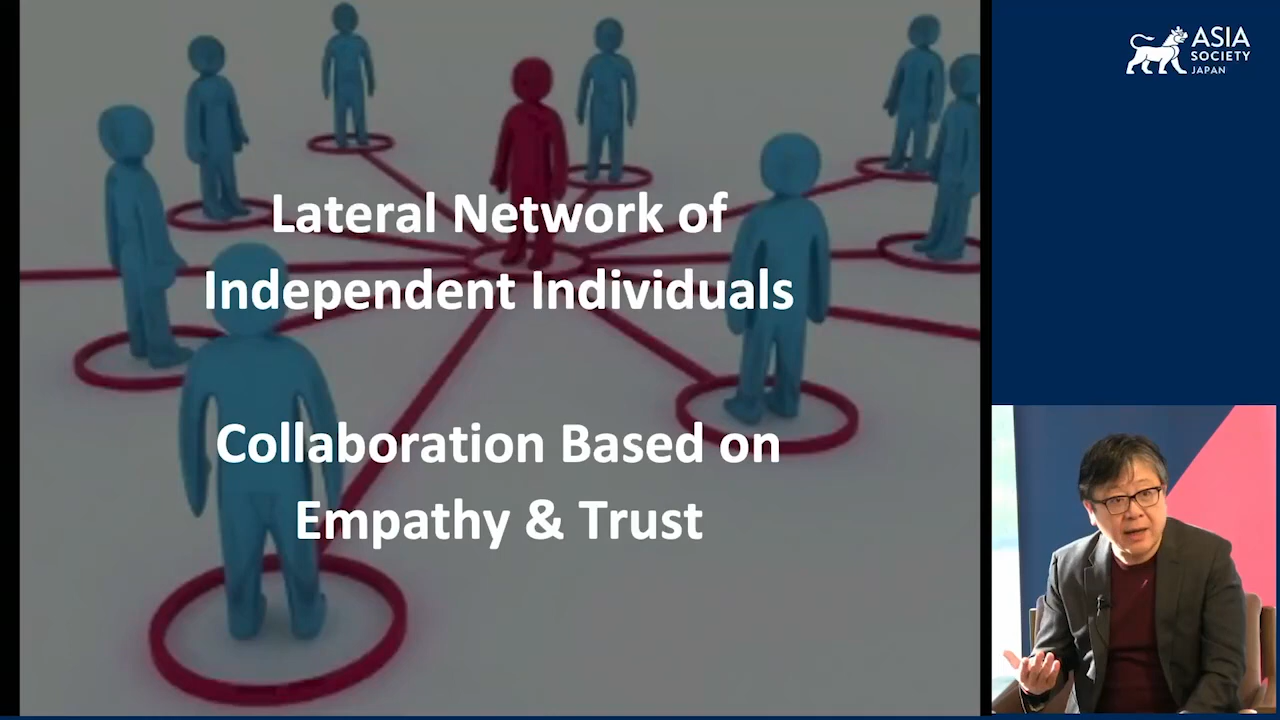 Lateral Network of
Independent Individuals
Collaboration Based on
Empathy & Trust
ASIA
SOCIETY
JAPAN